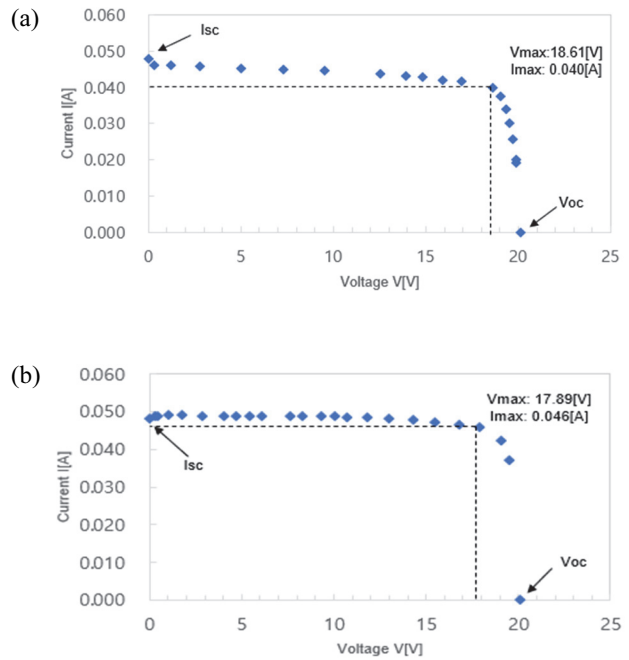 (a)
Isc
Vmax:18.61[V]
Imax: 0.040[A]
0.060
0.050
0.040
0.030
0.020
0.010
0.000
Current I[A]
Voc
0 5 10 15 20 25
Voltage V[V]
(b)
Vmax: 17.89[V]
Imax: 0.046[A]
0.060
0.050
0.040
0.030
0.020
0.010
0.000
Current I[A]
Isc
Voc
0 5 10 15 20 25
Voltage V[V]